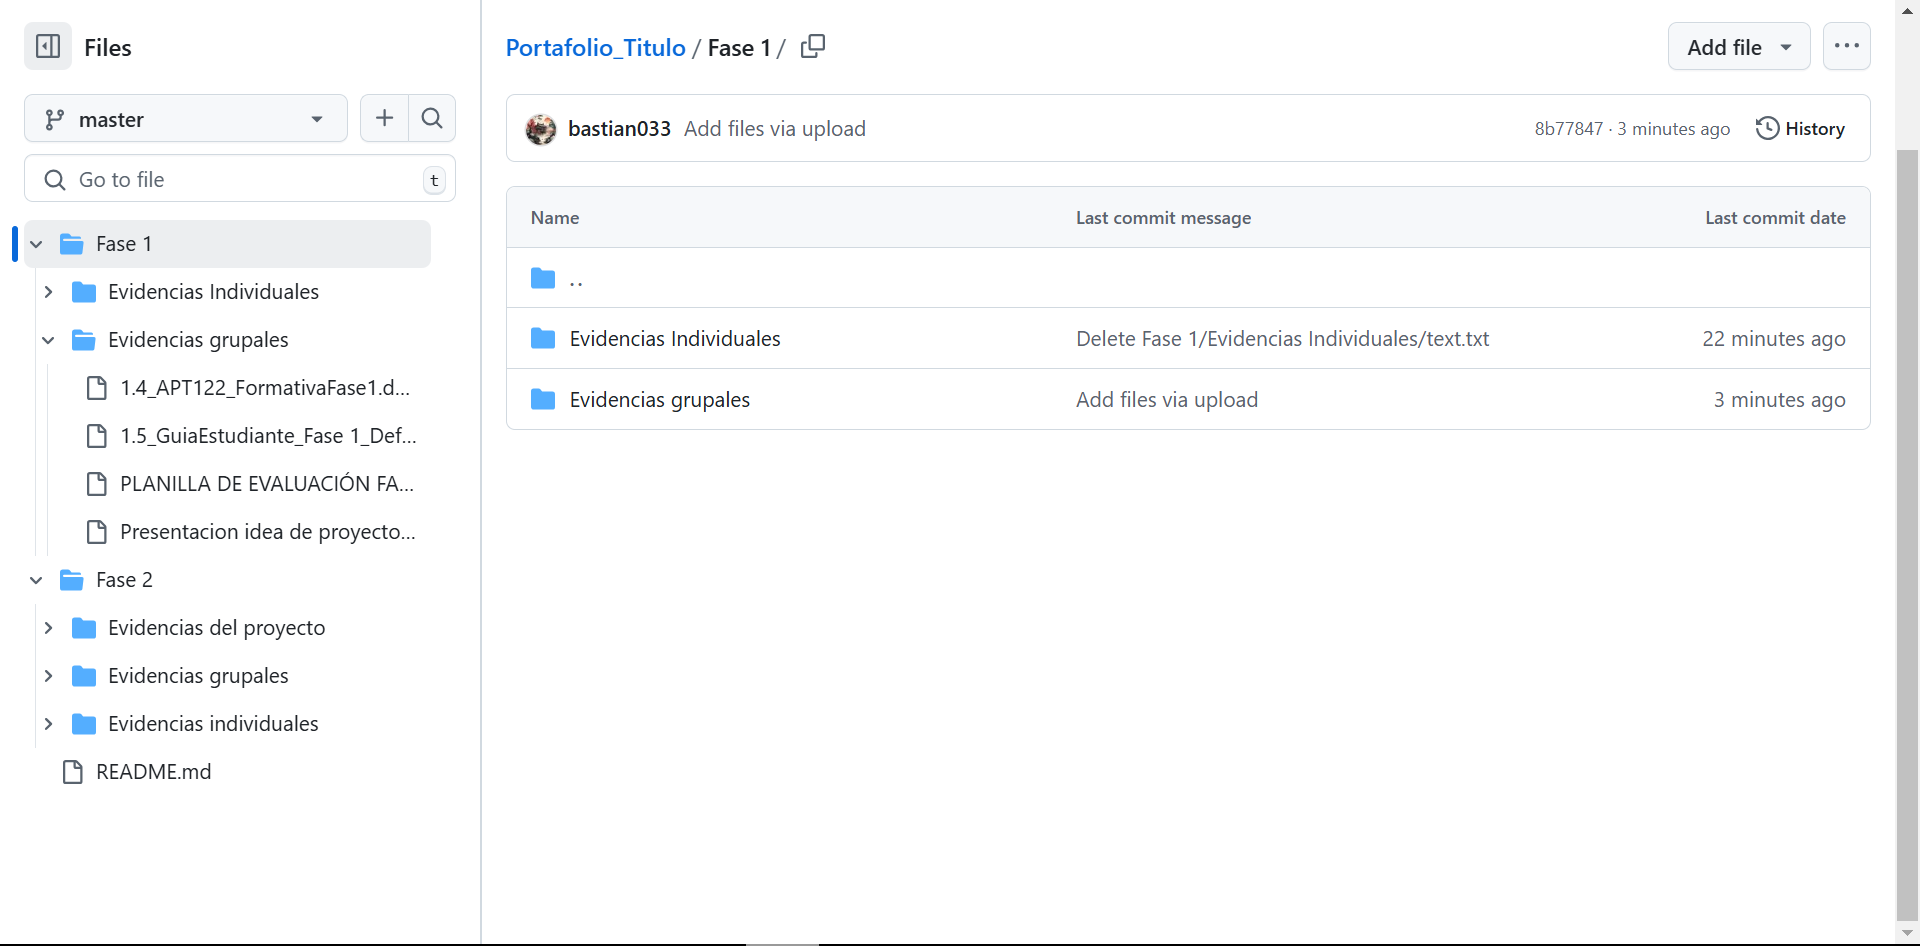 Files
master
Go to file
t
Fase 1
Evidencias Individuales
Evidencias grupales
1.4_APT122_FormativaFase1.d...
1.5_GuiaEstudiante_Fase 1_Def...
PLANILLA DE EVALUACIÓN FA...
Presentacion idea de proyecto...
Fase 2
Evidencias del proyecto
Evidencias grupales
Evidencias individuales
README.md
Portafolio_Titulo / Fase 1 /
Add file
bastian033 Add files via upload 8b77847 · 3 minutes ago History
Name Last commit message Last commit date
..
Evidencias Individuales Delete Fase 1/Evidencias Individuales/text.txt 22 minutes ago
Evidencias grupales Add files via upload 3 minutes ago